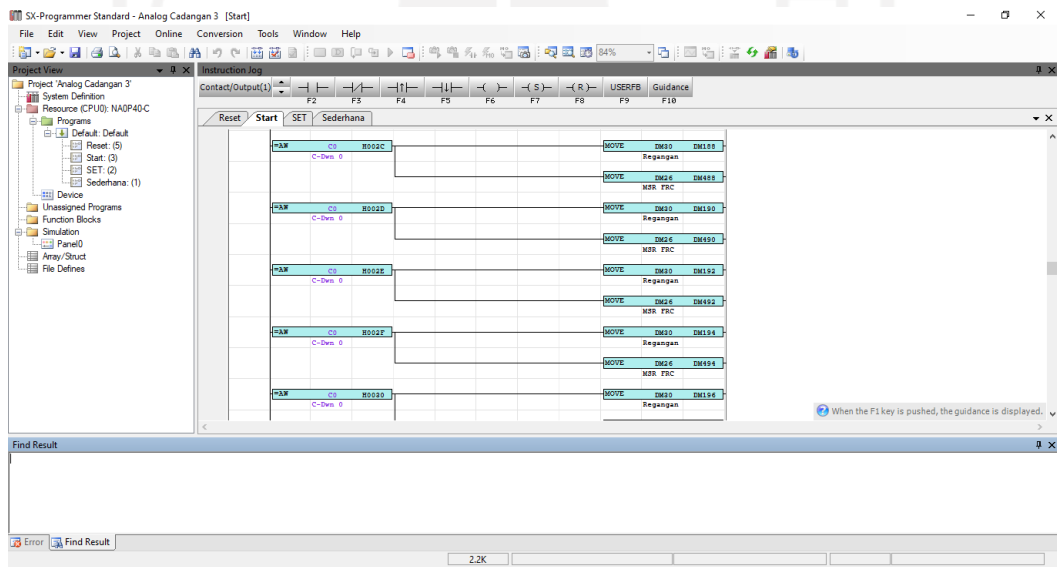 SX-Programmer Standard - Analog Cadangan 3 [Start]
File Edit View Project Online Conversion Tools Window Help
84%
Project View
Instruction Jog
Project 'Analog Cadangan 3'
System Definition
Resource (CPU0): NA0P40-C
Programs
Default: Default
Reset: (5)
Start: (3)
SET: (2)
Sederhana: (1)
Device
Unassigned Programs
Function Blocks
Simulation
Panel0
Array/Struct
File Defines
Contact/Output(1) ( S ) ( R ) USERFB Guidance
F2 F3 F4 F5 F6 F7 F8 F9 F10
Reset Start SET Sederhana
=AW C0 H002C MOVE DM30 DM188
C-Dwn 0 Regangan
MOVE DM26 DM488
MSR FRC
=AW C0 H002D MOVE DM30 DM190
C-Dwn 0 Regangan
MOVE DM26 DM490
MSR FRC
=AW C0 H002E MOVE DM30 DM192
C-Dwn 0 Regangan
MOVE DM26 DM492
MSR FRC
=AW C0 H002F MOVE DM30 DM194
C-Dwn 0 Regangan
MOVE DM26 DM494
MSR FRC
=AW C0 H0030 MOVE DM30 DM196
C-Dwn 0 Regangan
When the F1 key is pushed, the guidance is displayed.
Find Result
Error Find Result
2.2K